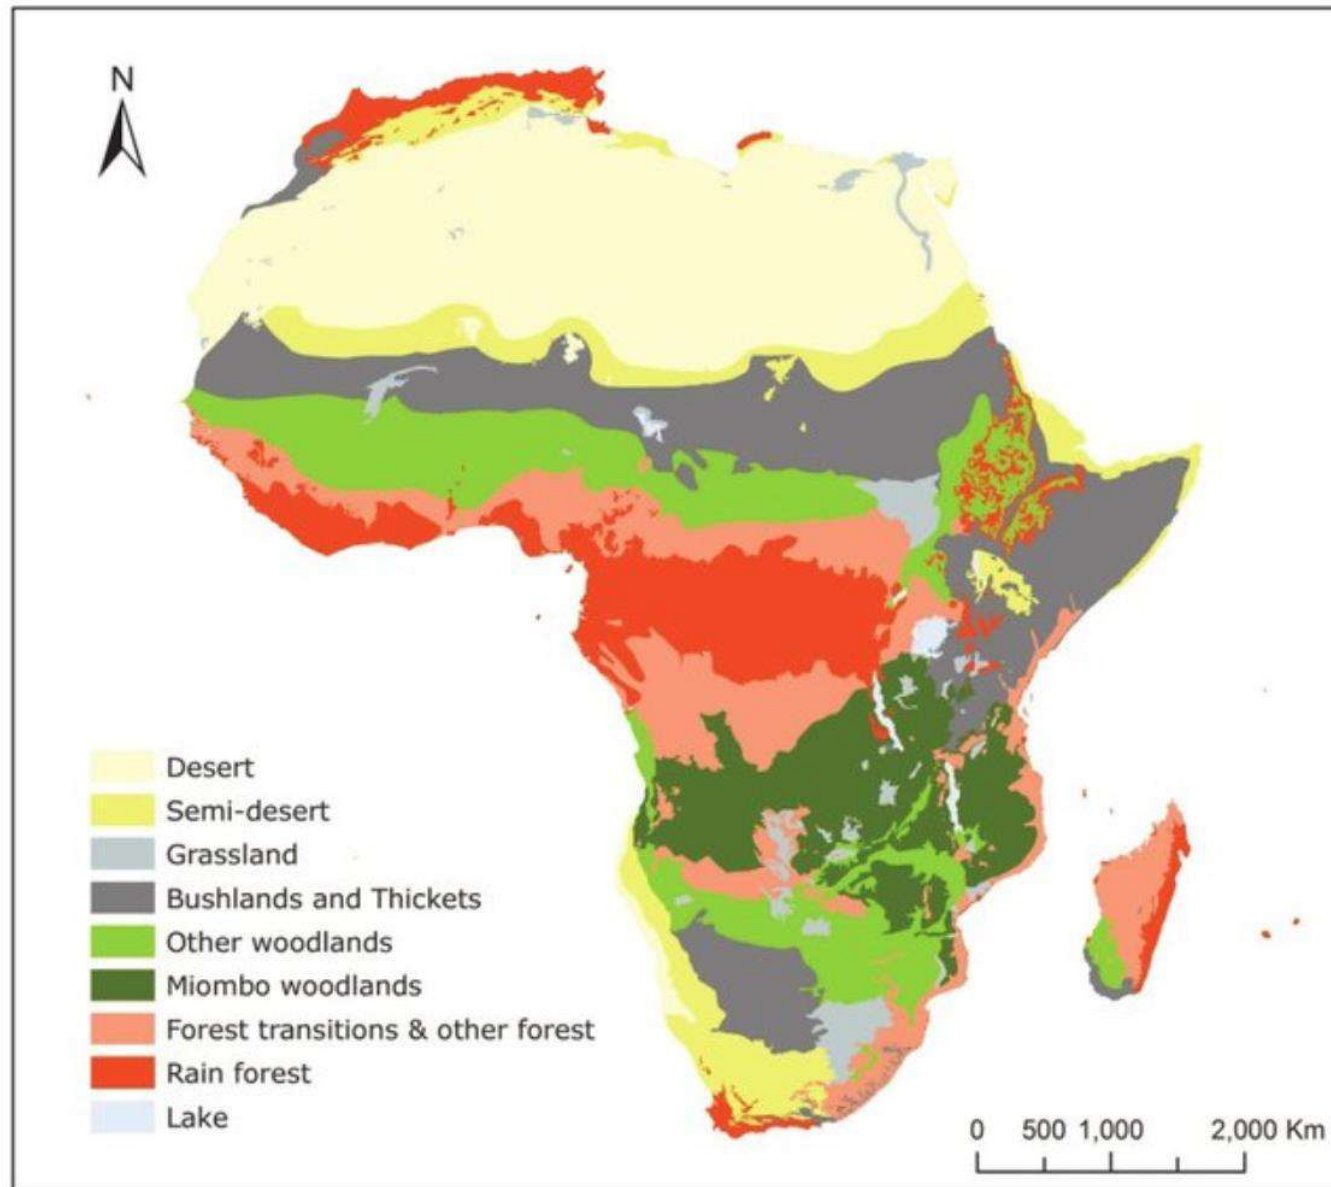 N
Desert
Semi-desert
Grassland
Bushlands and Thickets
Other woodlands
Miombo woodlands
Forest transitions & other forest
Rain forest
Lake
0 500 1,000 2,000 Km